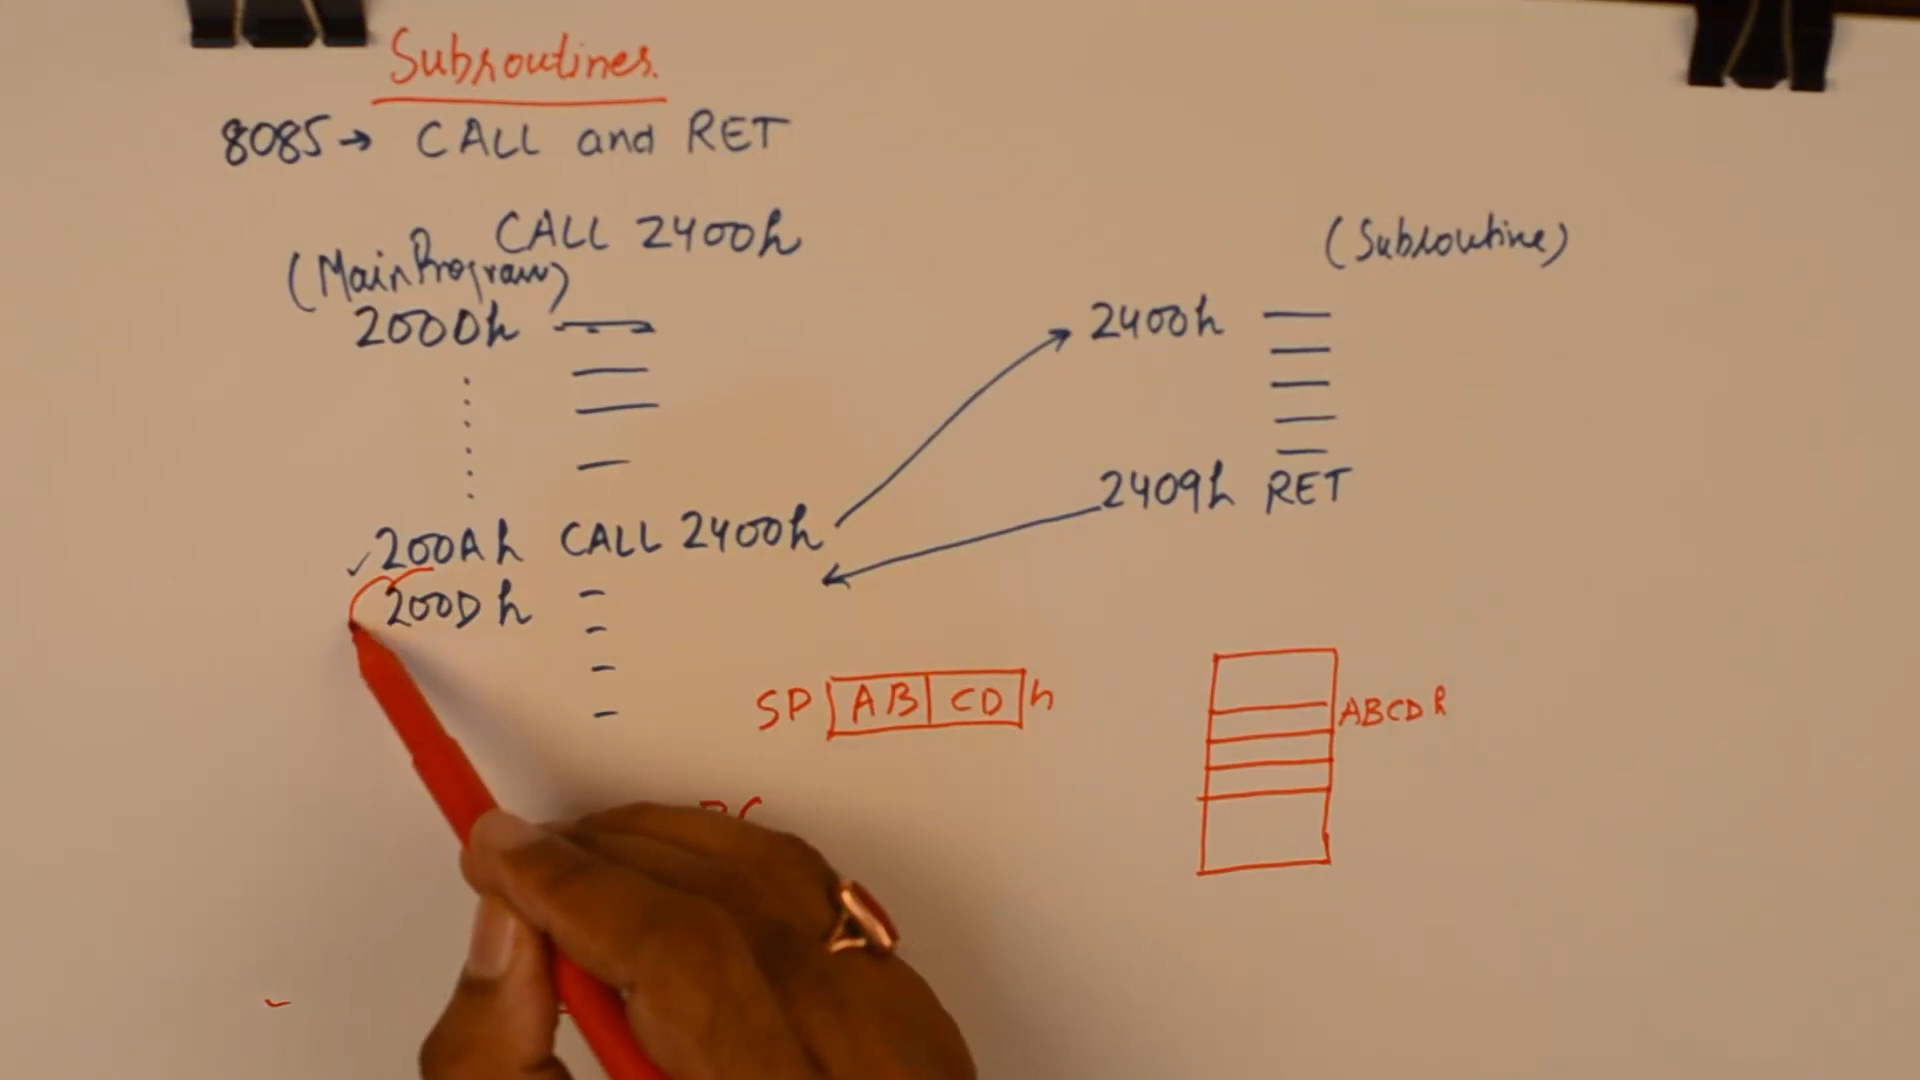 Subroutines.
8085 → CALL and RET
CALL 2400h
(Main Program)
(Subroutine)
2000h
2400h
2409h RET
200Ah CALL 2400h
200Dh
SP AB CD h
ABCD h